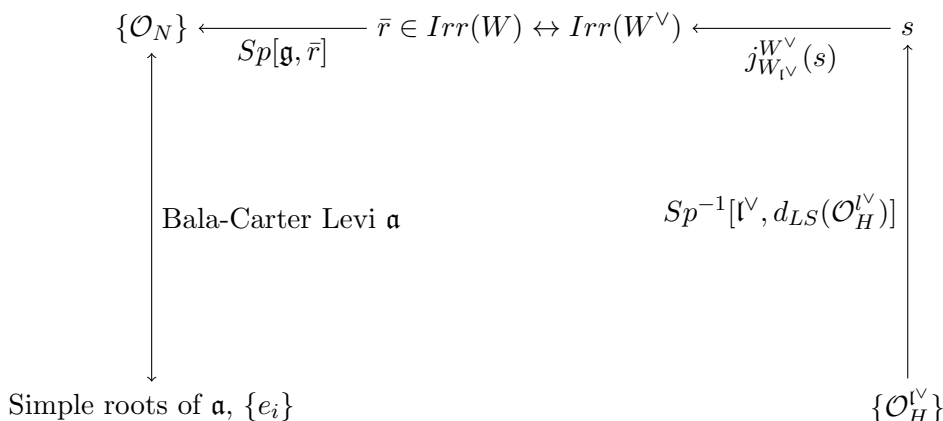 {𝒪_N} ← r̄ ∈ Irr(W) ↔ Irr(W^∨) ← s
Sp[𝔤, r̄]
j^{W^∨}_{W_{𝔩^∨}}(s)
Bala-Carter Levi 𝔞
Sp^{-1}[𝔩^∨, d_{LS}(𝒪_H^{l^∨})]
Simple roots of 𝔞, {e_i}
{𝒪_H^{𝔩^∨}}